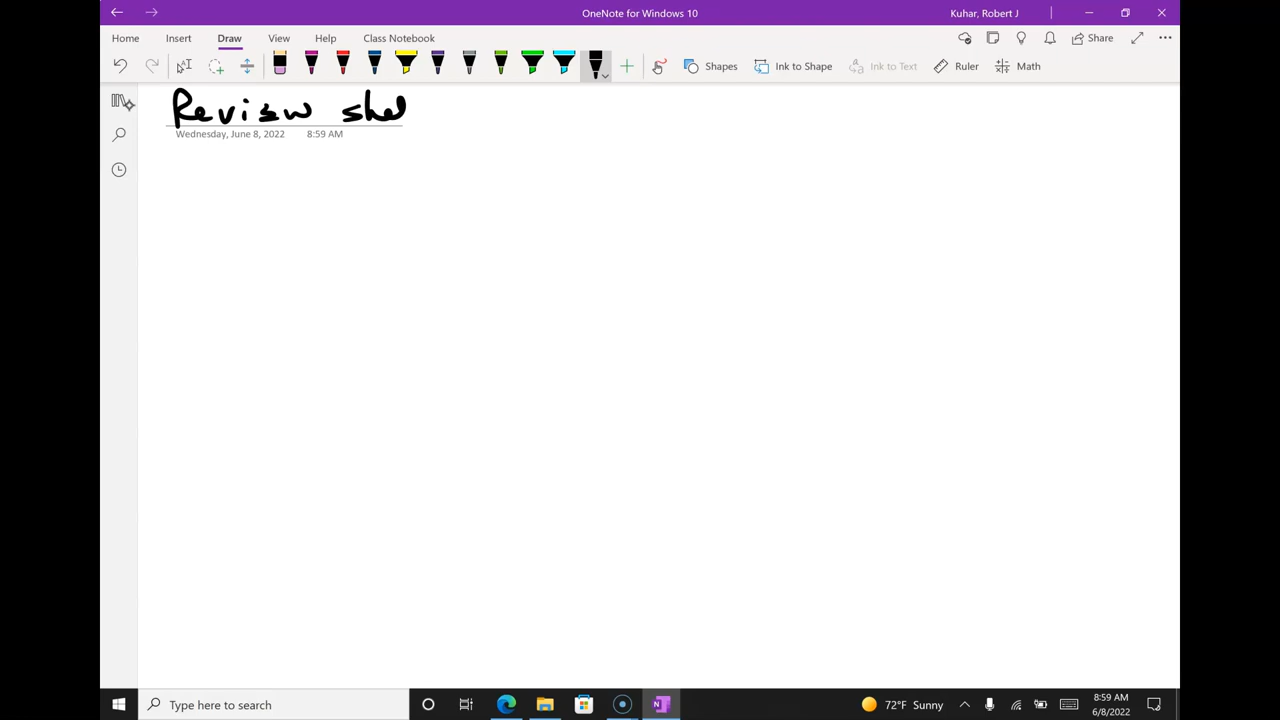 OneNote for Windows 10
Kuhar, Robert J
Home Insert Draw View Help Class Notebook
Share
Shapes Ink to Shape Ink to Text Ruler Math
Review shee
Wednesday, June 8, 2022 8:59 AM
Type here to search
72°F Sunny
8:59 AM
6/8/2022